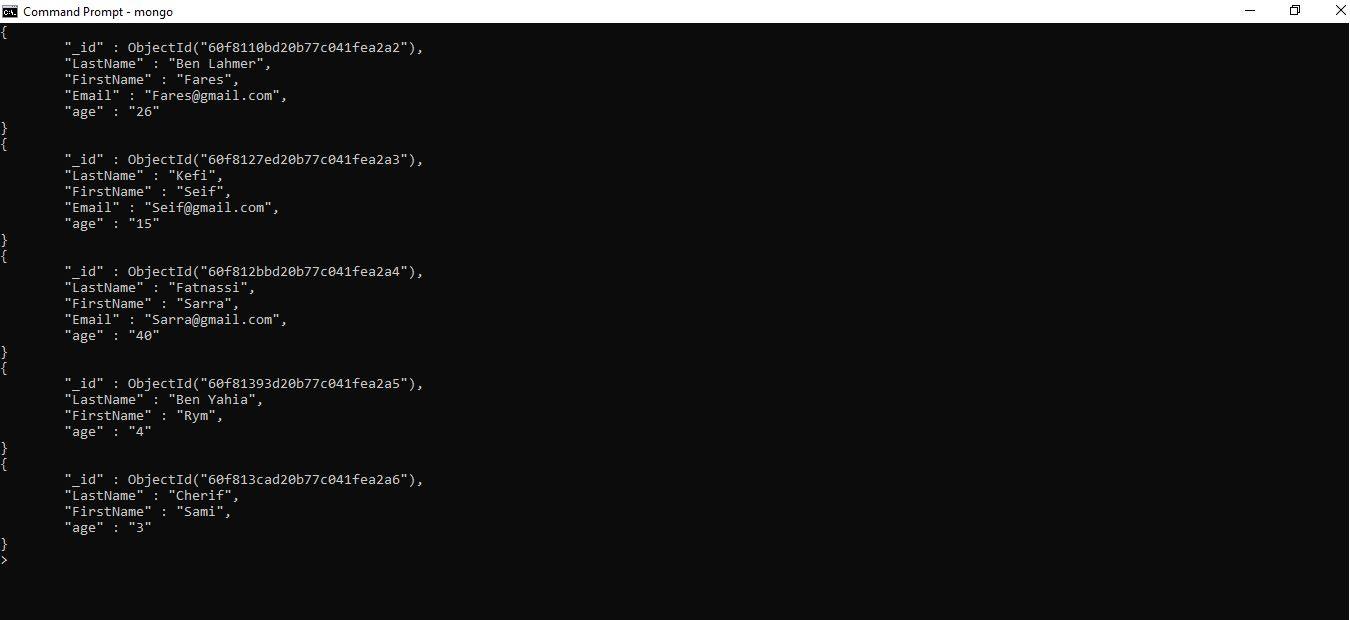 Command Prompt - mongo
{
"_id" : ObjectId("60f8110bd20b77c041fea2a2"),
"LastName" : "Ben Lahmer",
"FirstName" : "Fares",
"Email" : "Fares@gmail.com",
"age" : "26"
}
{
"_id" : ObjectId("60f8127ed20b77c041fea2a3"),
"LastName" : "Kefi",
"FirstName" : "Seif",
"Email" : "Seif@gmail.com",
"age" : "15"
}
{
"_id" : ObjectId("60f812bbd20b77c041fea2a4"),
"LastName" : "Fatnassi",
"FirstName" : "Sarra",
"Email" : "Sarra@gmail.com",
"age" : "40"
}
{
"_id" : ObjectId("60f81393d20b77c041fea2a5"),
"LastName" : "Ben Yahia",
"FirstName" : "Rym",
"age" : "4"
}
{
"_id" : ObjectId("60f813cad20b77c041fea2a6"),
"LastName" : "Cherif",
"FirstName" : "Sami",
"age" : "3"
}
>